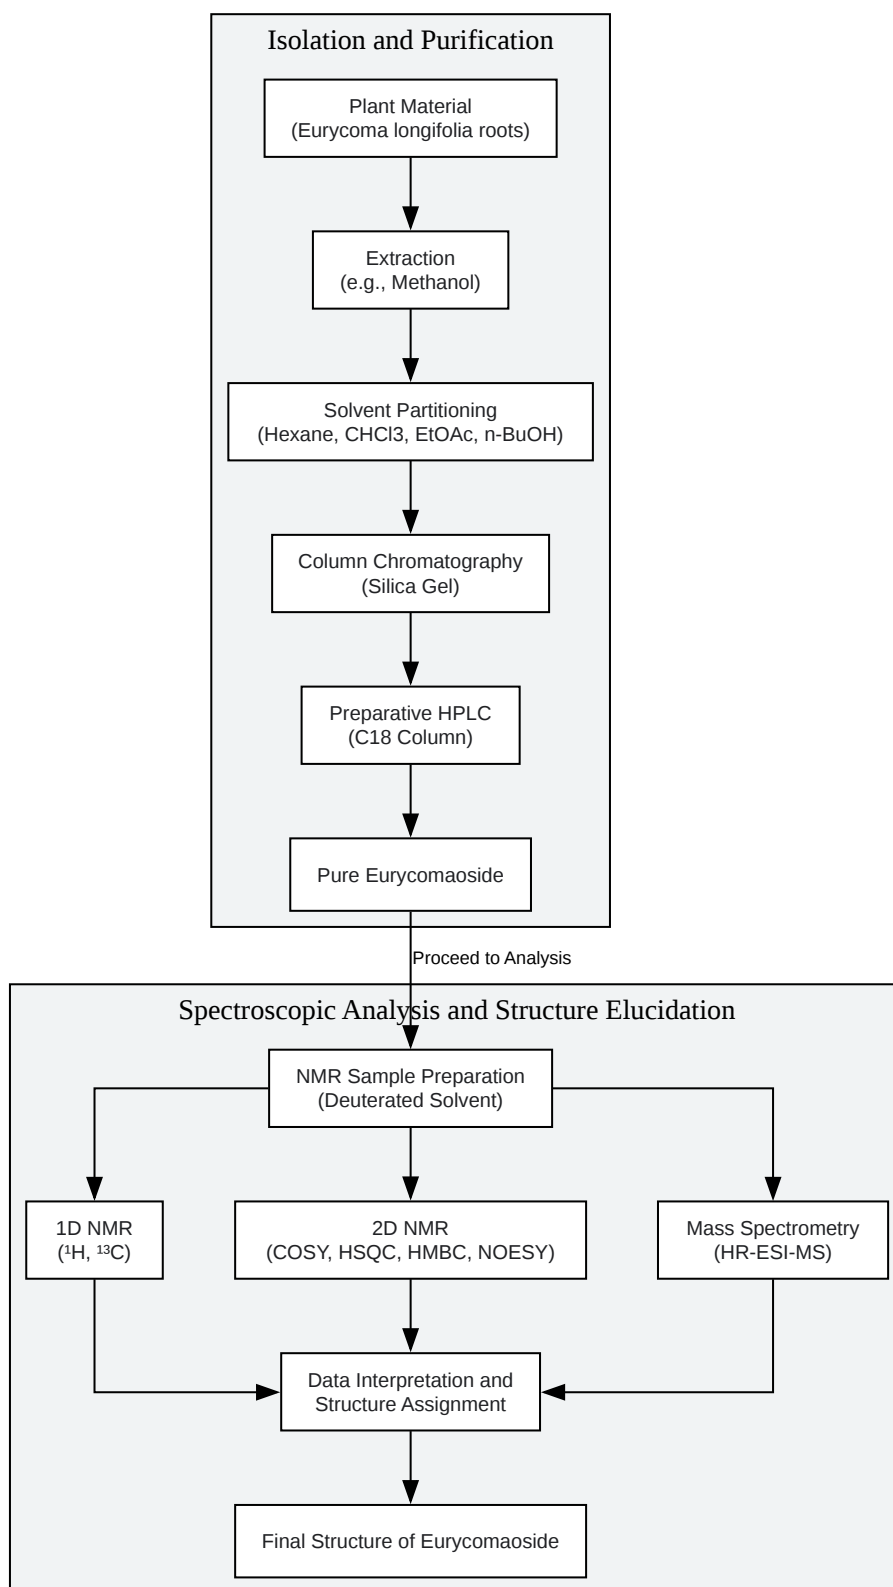 Isolation and Purification
Plant Material
(Eurycoma longifolia roots)
Extraction
(e.g., Methanol)
Solvent Partitioning
(Hexane, CHCl3, EtOAc, n-BuOH)
Column Chromatography
(Silica Gel)
Preparative HPLC
(C18 Column)
Pure Eurycomaoside
Proceed to Analysis
Spectroscopic Analysis and Structure Elucidation
NMR Sample Preparation
(Deuterated Solvent)
1D NMR
(¹H, ¹³C)
2D NMR
(COSY, HSQC, HMBC, NOESY)
Mass Spectrometry
(HR-ESI-MS)
Data Interpretation and
Structure Assignment
Final Structure of Eurycomaoside